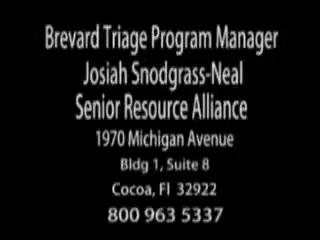 Brevard Triage Program Manager
Josiah Snodgrass-Neal
Senior Resource Alliance
1970 Michigan Avenue
Bldg 1, Suite 8
Cocoa, Fl 32922
800 963 5337